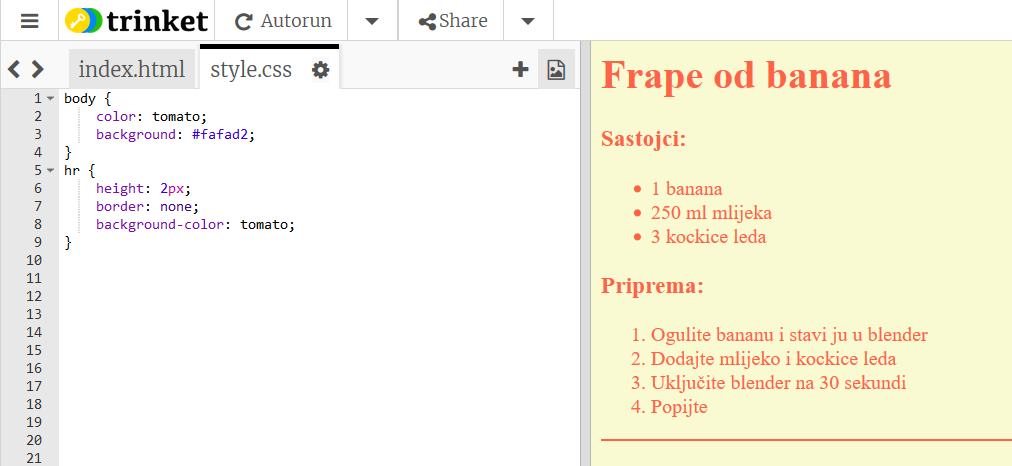 trinket Autorun Share
index.html style.css
1 body {
2 color: tomato;
3 background: #fafad2;
4 }
5 hr {
6 height: 2px;
7 border: none;
8 background-color: tomato;
9 }
10
11
12
13
14
15
16
17
18
19
20
21
Frape od banana
Sastojci:
• 1 banana
• 250 ml mlijeka
• 3 kockice leda
Priprema:
1. Ogulite bananu i stavi ju u blender
2. Dodajte mlijeko i kockice leda
3. Uključite blender na 30 sekundi
4. Popijte